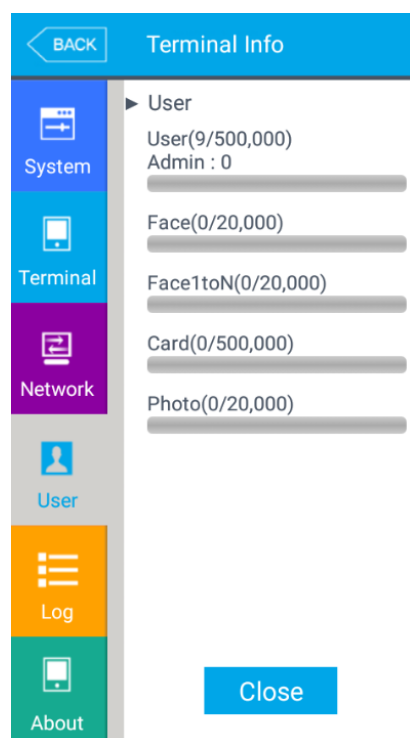 BACK
Terminal Info
System
Terminal
Network
User
Log
About
► User
User(9/500,000)
Admin : 0
Face(0/20,000)
Face1toN(0/20,000)
Card(0/500,000)
Photo(0/20,000)
Close